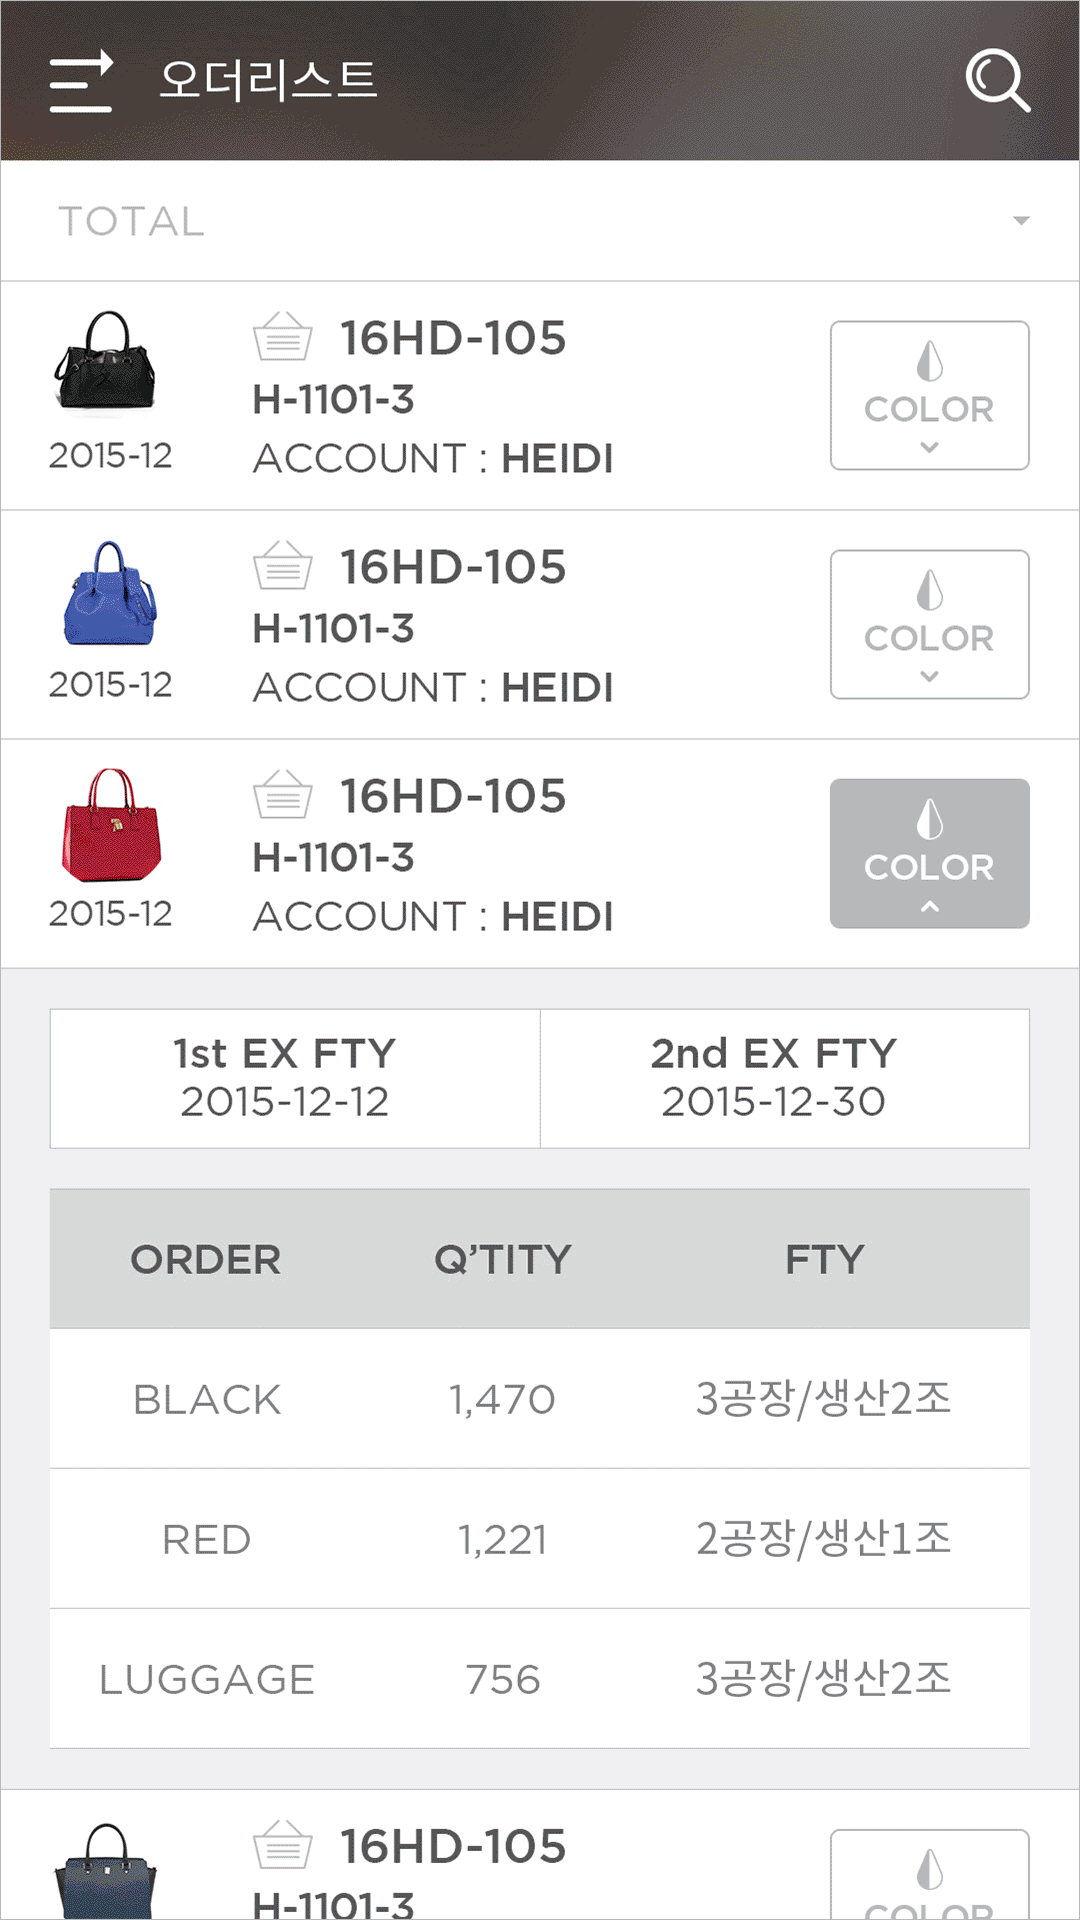 오더리스트
TOTAL
16HD-105
H-1101-3
2015-12
ACCOUNT : HEIDI
COLOR
16HD-105
H-1101-3
2015-12
ACCOUNT : HEIDI
COLOR
16HD-105
H-1101-3
2015-12
ACCOUNT : HEIDI
COLOR
1st EX FTY
2015-12-12
2nd EX FTY
2015-12-30
ORDER Q’TITY FTY
BLACK 1,470 3공장/생산2조
RED 1,221 2공장/생산1조
LUGGAGE 756 3공장/생산2조
16HD-105
H-1101-3
COLOR